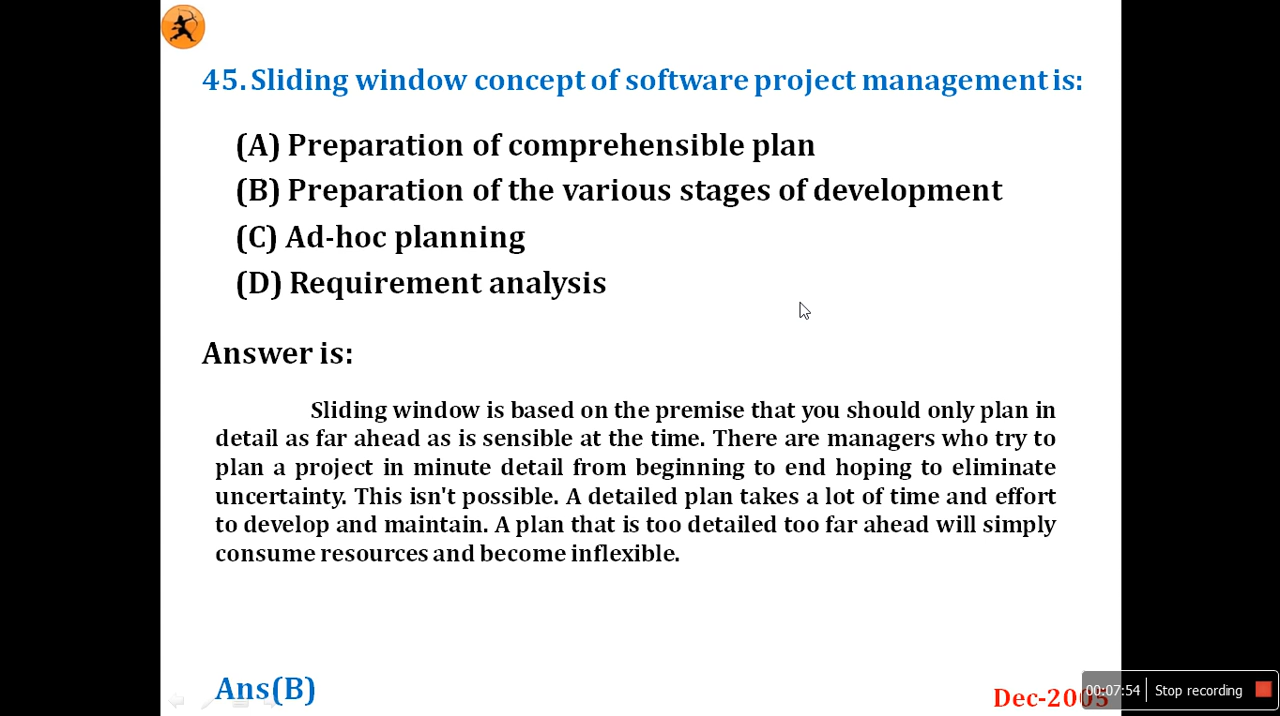 45. Sliding window concept of software project management is:
(A) Preparation of comprehensible plan
(B) Preparation of the various stages of development
(C) Ad-hoc planning
(D) Requirement analysis
Answer is:
Sliding window is based on the premise that you should only plan in
detail as far ahead as is sensible at the time. There are managers who try to
plan a project in minute detail from beginning to end hoping to eliminate
uncertainty. This isn't possible. A detailed plan takes a lot of time and effort
to develop and maintain. A plan that is too detailed too far ahead will simply
consume resources and become inflexible.
Ans(B)
Dec-2005
00:07:54 Stop recording